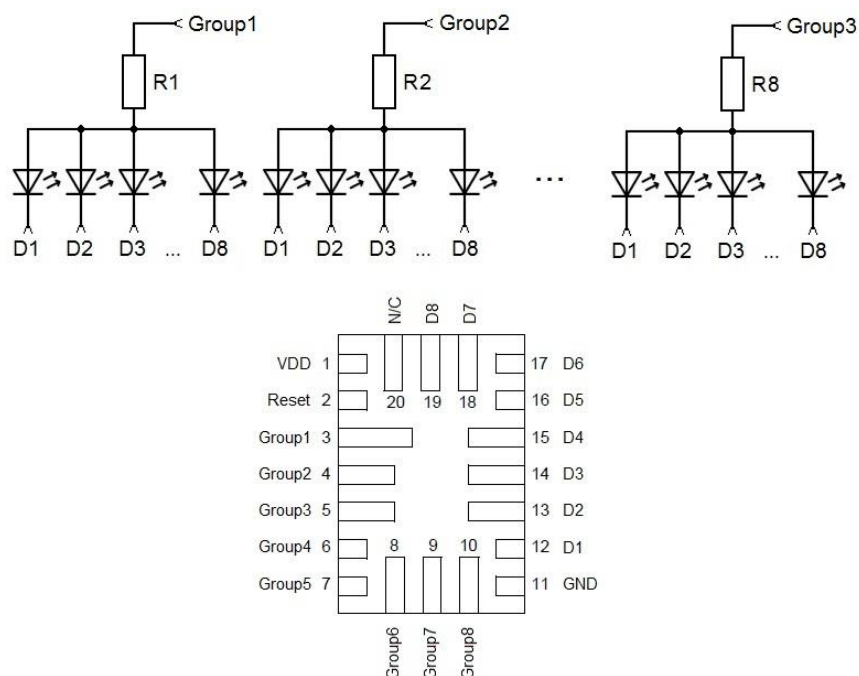 Group1 Group2 Group3
R1 R2 R8
...
D1 D2 D3 ... D8 D1 D2 D3 ... D8 D1 D2 D3 ... D8
N/C D8 D7
VDD 1 17 D6
Reset 2 20 19 18 16 D5
Group1 3 15 D4
Group2 4 14 D3
Group3 5 13 D2
Group4 6 8 9 10 12 D1
Group5 7 11 GND
Group6 Group7 Group8